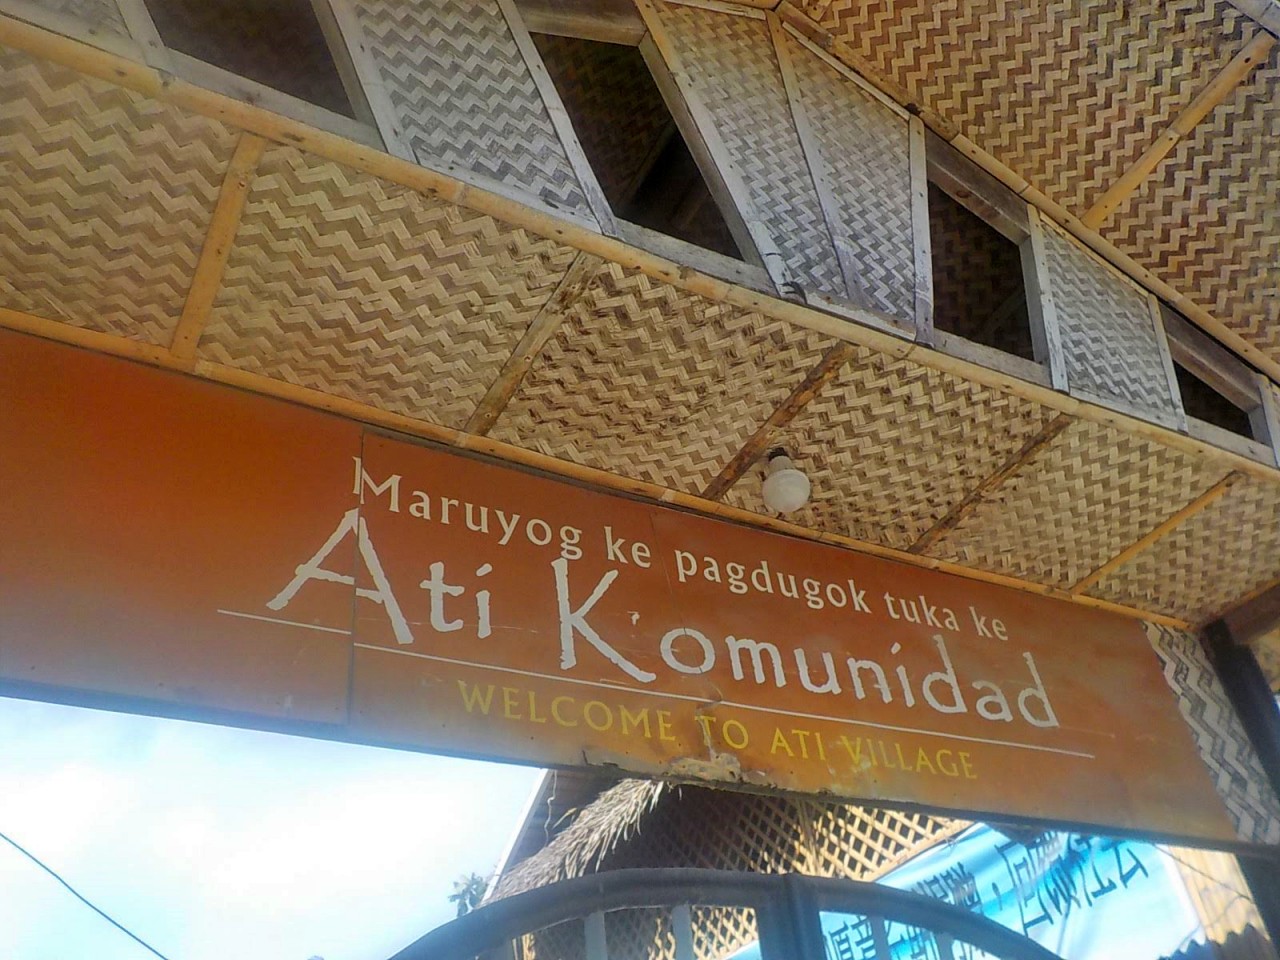 Maruyog ke pagdugok tuka ke
Ati Komunidad
WELCOME TO ATI VILLAGE